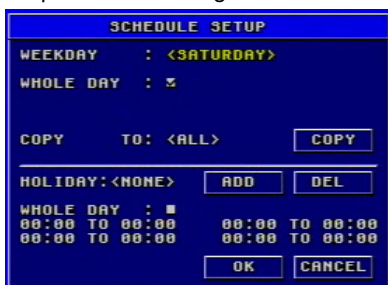 SCHEDULE SETUP
WEEKDAY : <SATURDAY>
WHOLE DAY :
COPY TO: <ALL> COPY
HOLIDAY:<NONE> ADD DEL
WHOLE DAY :
00:00 TO 00:00 00:00 TO 00:00
00:00 TO 00:00 00:00 TO 00:00
OK CANCEL